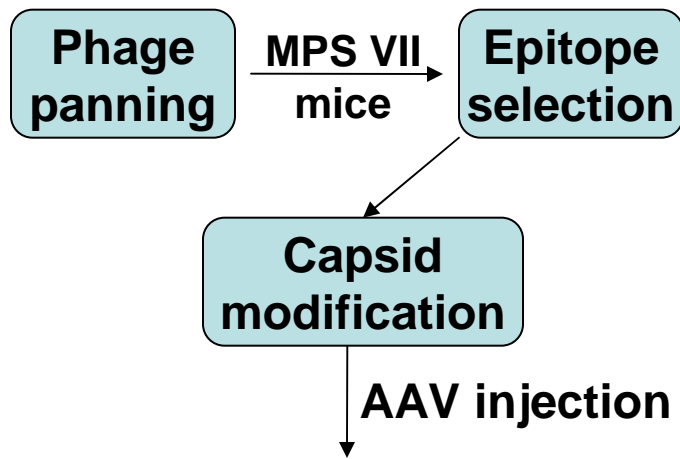 Phage
panning
MPS VII
mice
Epitope
selection
Capsid
modification
AAV injection